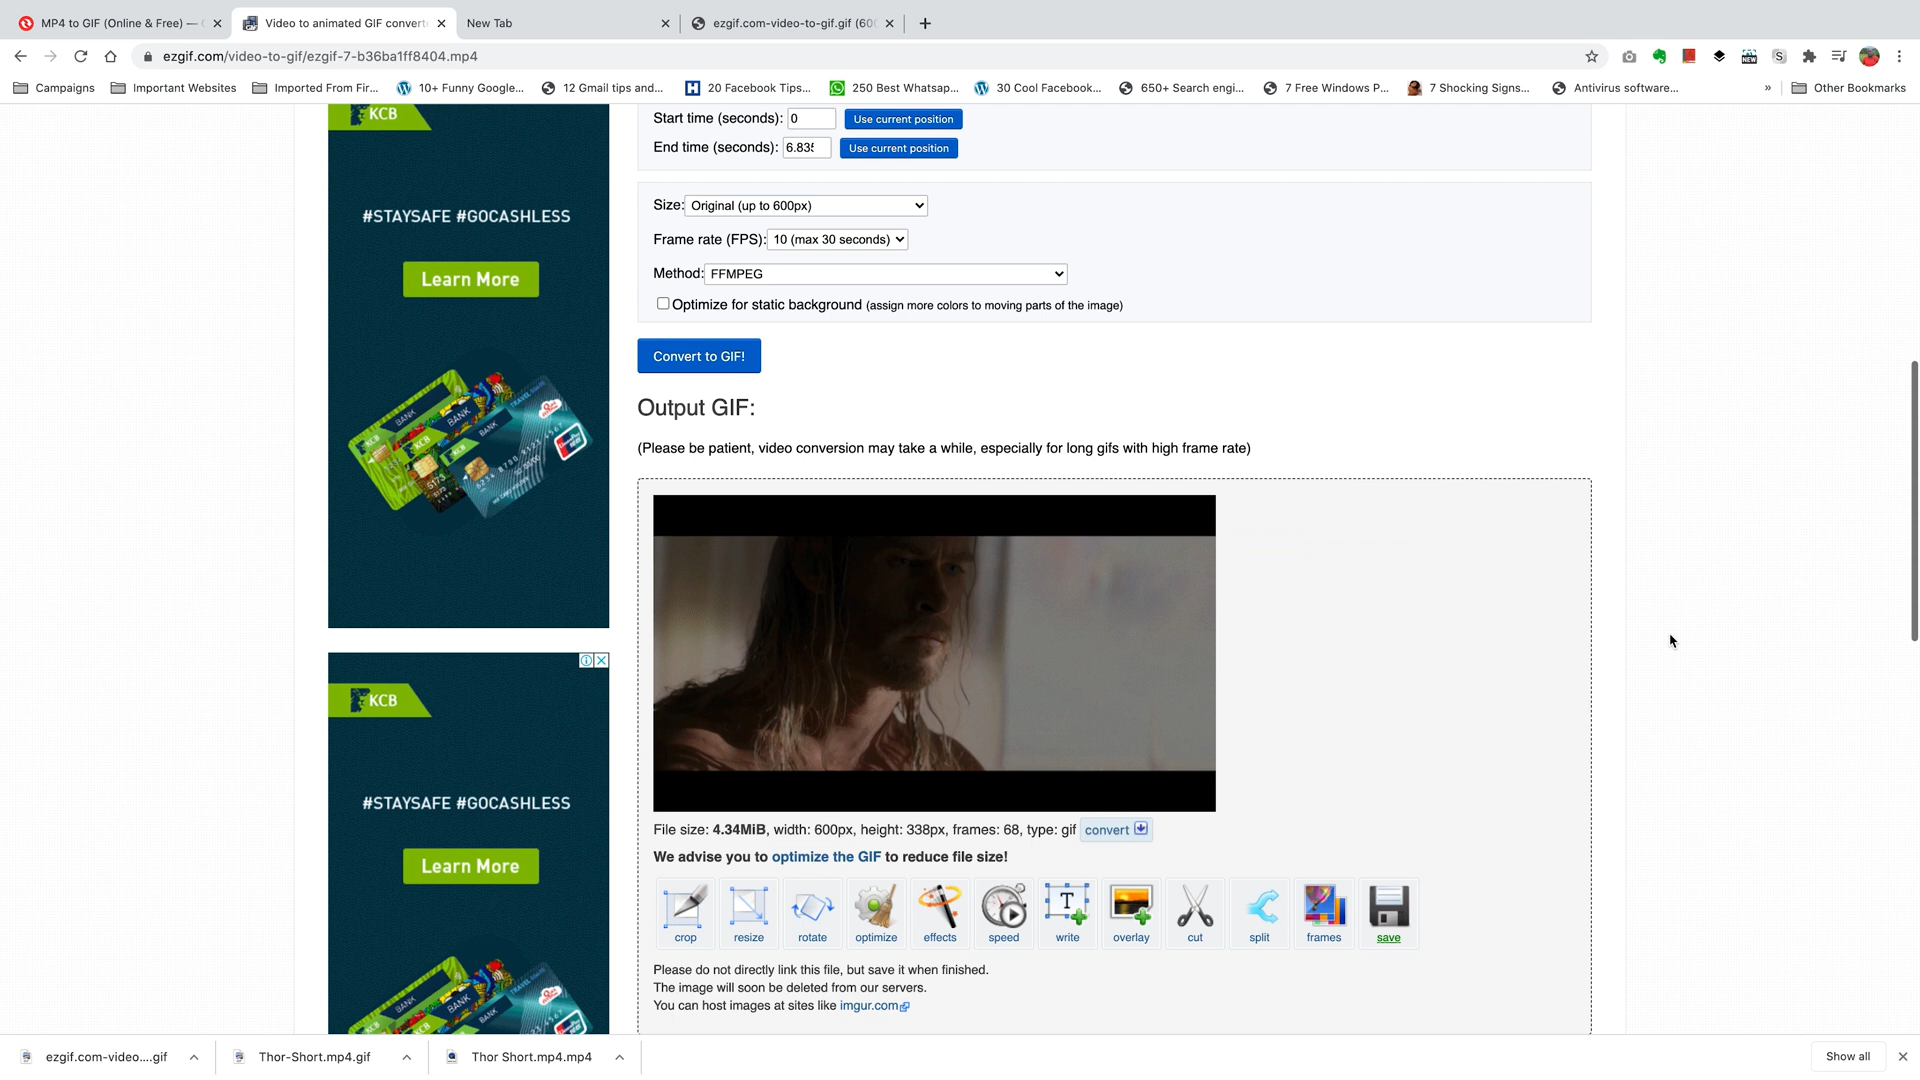 MP4 to GIF (Online & Free) —
Video to animated GIF converte
New Tab
ezgif.com-video-to-gif.gif (600
ezgif.com/video-to-gif/ezgif-7-b36ba1ff8404.mp4
Campaigns
Important Websites
Imported From Fir...
10+ Funny Google...
12 Gmail tips and...
20 Facebook Tips...
250 Best Whatsap...
30 Cool Facebook...
650+ Search engi...
7 Free Windows P...
7 Shocking Signs...
Antivirus software...
»
Other Bookmarks
KCB
#STAYSAFE #GOCASHLESS
Learn More
KCB
#STAYSAFE #GOCASHLESS
Learn More
Start time (seconds): 0 Use current position
End time (seconds): 6.835 Use current position
Size: Original (up to 600px)
Frame rate (FPS): 10 (max 30 seconds)
Method: FFMPEG
Optimize for static background (assign more colors to moving parts of the image)
Convert to GIF!
Output GIF:
(Please be patient, video conversion may take a while, especially for long gifs with high frame rate)
File size: 4.34MiB, width: 600px, height: 338px, frames: 68, type: gif convert
We advise you to optimize the GIF to reduce file size!
crop resize rotate optimize effects speed write overlay cut split frames save
Please do not directly link this file, but save it when finished.
The image will soon be deleted from our servers.
You can host images at sites like imgur.com
ezgif.com-video....gif
Thor-Short.mp4.gif
Thor Short.mp4.mp4
Show all